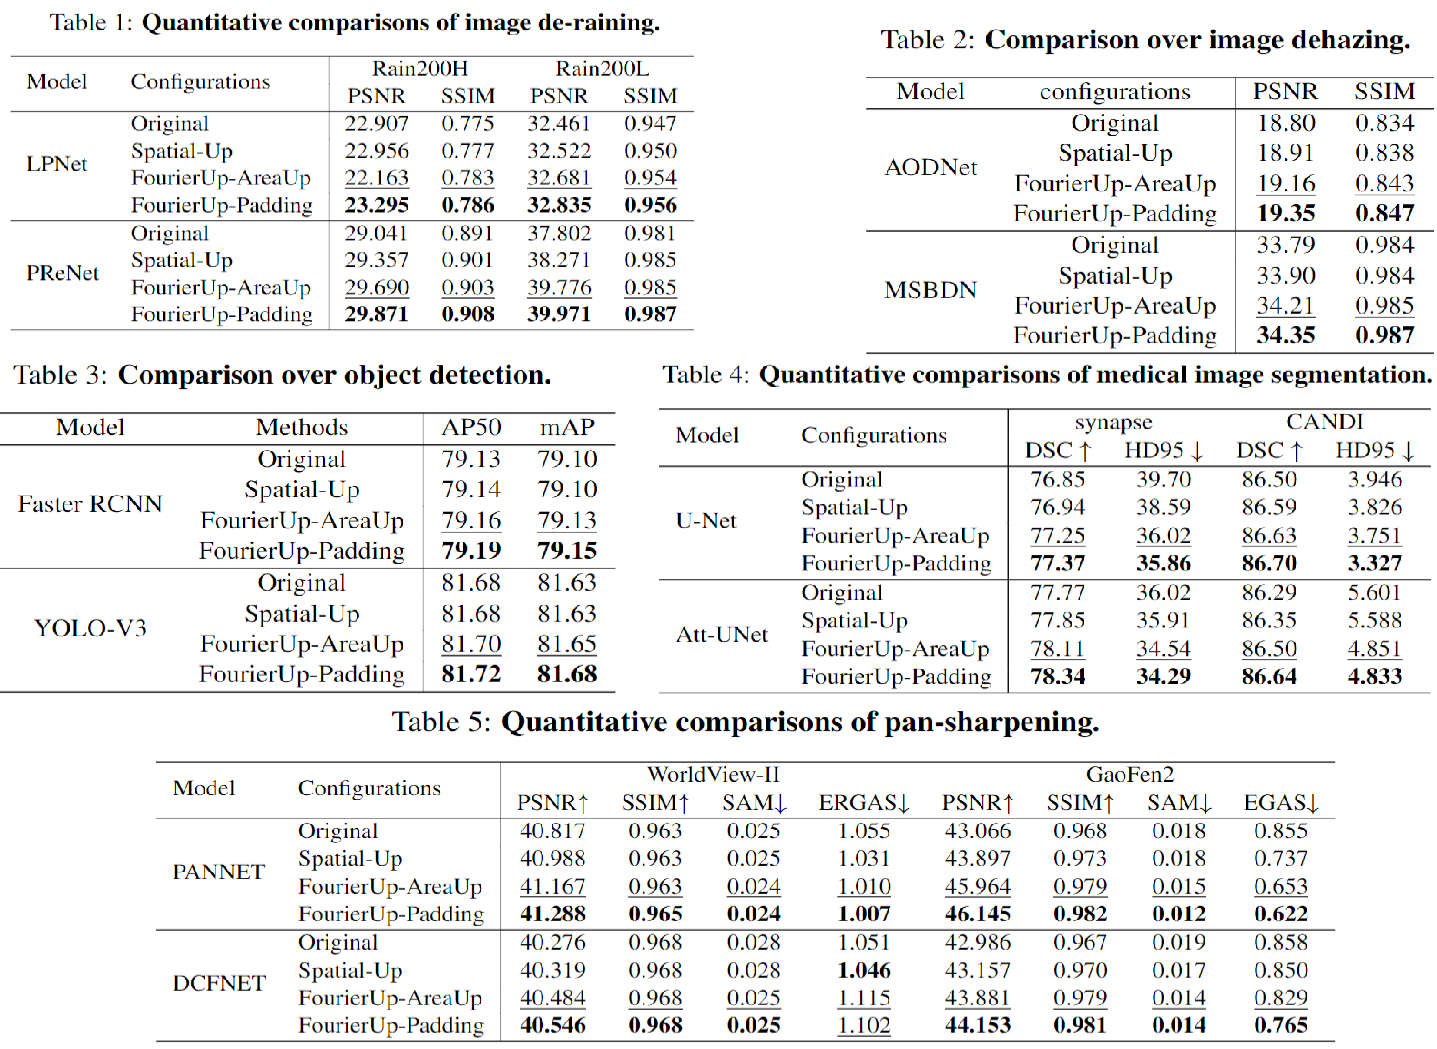 Table 1: Quantitative comparisons of image de-raining.
Model Configurations Rain200H Rain200L
PSNR SSIM PSNR SSIM
LPNet
Original 22.907 0.775 32.461 0.947
Spatial-Up 22.956 0.777 32.522 0.950
FourierUp-AreaUp 22.163 0.783 32.681 0.954
FourierUp-Padding 23.295 0.786 32.835 0.956
PReNet
Original 29.041 0.891 37.802 0.981
Spatial-Up 29.357 0.901 38.271 0.985
FourierUp-AreaUp 29.690 0.903 39.776 0.985
FourierUp-Padding 29.871 0.908 39.971 0.987
Table 2: Comparison over image dehazing.
Model configurations PSNR SSIM
AODNet
Original 18.80 0.834
Spatial-Up 18.91 0.838
FourierUp-AreaUp 19.16 0.843
FourierUp-Padding 19.35 0.847
MSBDN
Original 33.79 0.984
Spatial-Up 33.90 0.984
FourierUp-AreaUp 34.21 0.985
FourierUp-Padding 34.35 0.987
Table 3: Comparison over object detection.
Model Methods AP50 mAP
Faster RCNN
Original 79.13 79.10
Spatial-Up 79.14 79.10
FourierUp-AreaUp 79.16 79.13
FourierUp-Padding 79.19 79.15
YOLO-V3
Original 81.68 81.63
Spatial-Up 81.68 81.63
FourierUp-AreaUp 81.70 81.65
FourierUp-Padding 81.72 81.68
Table 4: Quantitative comparisons of medical image segmentation.
Model Configurations synapse CANDI
DSC ↑ HD95 ↓ DSC ↑ HD95 ↓
U-Net
Original 76.85 39.70 86.50 3.946
Spatial-Up 76.94 38.59 86.59 3.826
FourierUp-AreaUp 77.25 36.02 86.63 3.751
FourierUp-Padding 77.37 35.86 86.70 3.327
Att-UNet
Original 77.77 36.02 86.29 5.601
Spatial-Up 77.85 35.91 86.35 5.588
FourierUp-AreaUp 78.11 34.54 86.50 4.851
FourierUp-Padding 78.34 34.29 86.64 4.833
Table 5: Quantitative comparisons of pan-sharpening.
Model Configurations WorldView-II GaoFen2
PSNR↑ SSIM↑ SAM↓ ERGAS↓ PSNR↑ SSIM↑ SAM↓ EGAS↓
PANNET
Original 40.817 0.963 0.025 1.055 43.066 0.968 0.018 0.855
Spatial-Up 40.988 0.963 0.025 1.031 43.897 0.973 0.018 0.737
FourierUp-AreaUp 41.167 0.963 0.024 1.010 45.964 0.979 0.015 0.653
FourierUp-Padding 41.288 0.965 0.024 1.007 46.145 0.982 0.012 0.622
DCFNET
Original 40.276 0.968 0.028 1.051 42.986 0.967 0.019 0.858
Spatial-Up 40.319 0.968 0.028 1.046 43.157 0.970 0.017 0.850
FourierUp-AreaUp 40.484 0.968 0.025 1.115 43.881 0.979 0.014 0.829
FourierUp-Padding 40.546 0.968 0.025 1.102 44.153 0.981 0.014 0.765